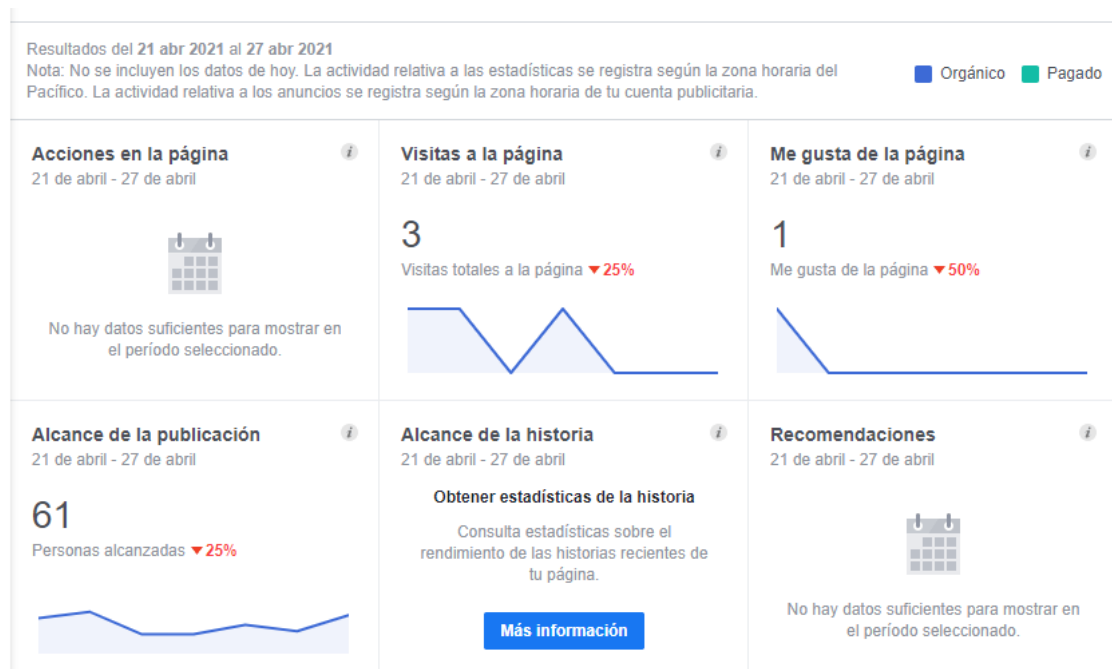 Resultados del 21 abr 2021 al 27 abr 2021
Nota: No se incluyen los datos de hoy. La actividad relativa a las estadísticas se registra según la zona horaria del
Pacífico. La actividad relativa a los anuncios se registra según la zona horaria de tu cuenta publicitaria.
Orgánico
Pagado
Acciones en la página
21 de abril - 27 de abril
No hay datos suficientes para mostrar en
el período seleccionado.
Visitas a la página
21 de abril - 27 de abril
3
Visitas totales a la página ▼25%
Me gusta de la página
21 de abril - 27 de abril
1
Me gusta de la página ▼50%
Alcance de la publicación
21 de abril - 27 de abril
61
Personas alcanzadas ▼25%
Alcance de la historia
21 de abril - 27 de abril
Obtener estadísticas de la historia
Consulta estadísticas sobre el
rendimiento de las historias recientes de
tu página.
Más información
Recomendaciones
21 de abril - 27 de abril
No hay datos suficientes para mostrar en
el período seleccionado.